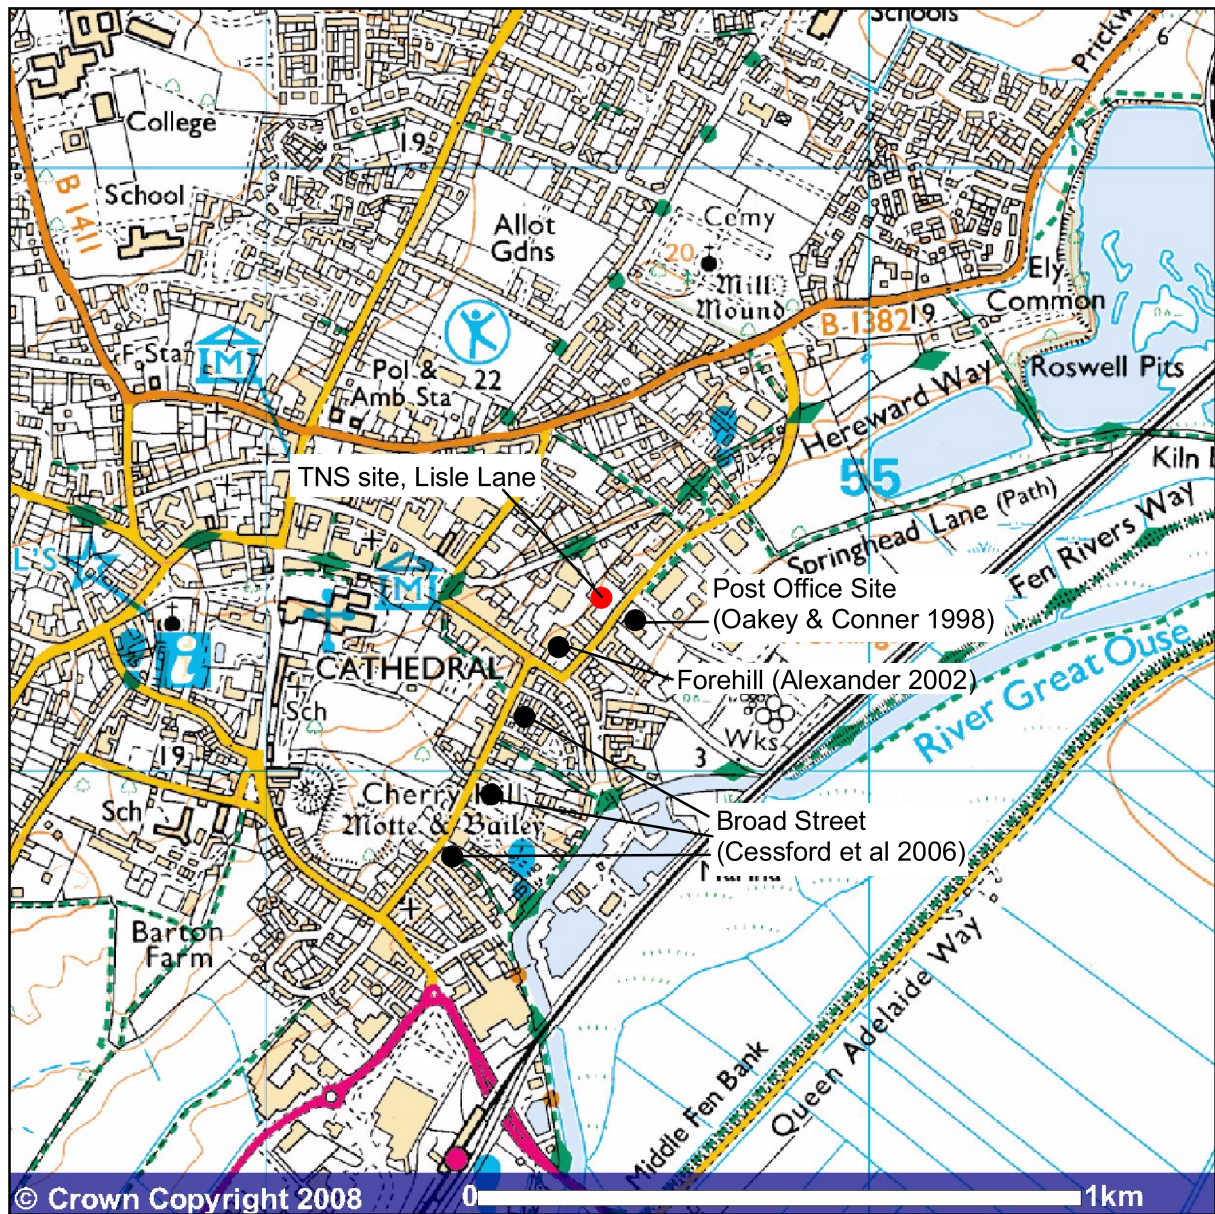 Schools
Prickw
6
College
19
School
B 1411
Allot
Gdns
Cemy
20
Mill
Mound
Ely
Common
B 1382
19
F Sta
M
Pol &
Amb Sta
22
Roswell Pits
Hereward Way
55
Kiln L
TNS site, Lisle Lane
Springhead Lane (Path)
Fen Rivers Way
L'S
M
Post Office Site
(Oakey & Conner 1998)
i
CATHEDRAL
Forehill (Alexander 2002)
River Great Ouse
Sch
19
3
Wks
Sch
Cherry Hill
Motte & Bailey
Broad Street
(Cessford et al 2006)
Barton
Farm
Middle Fen Bank
Queen Adelaide Way
© Crown Copyright 2008
0
1km